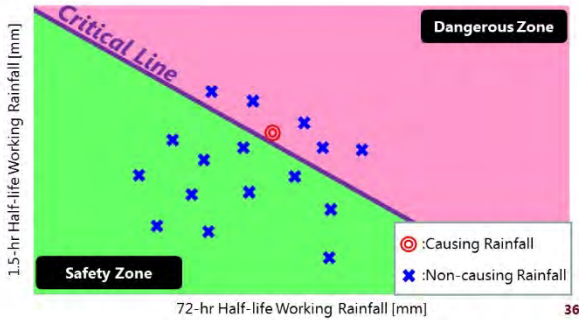 Critical Line
Dangerous Zone
1.5-hr Half-life Working Rainfall [mm]
:Causing Rainfall
:Non-causing Rainfall
Safety Zone
72-hr Half-life Working Rainfall [mm]
36